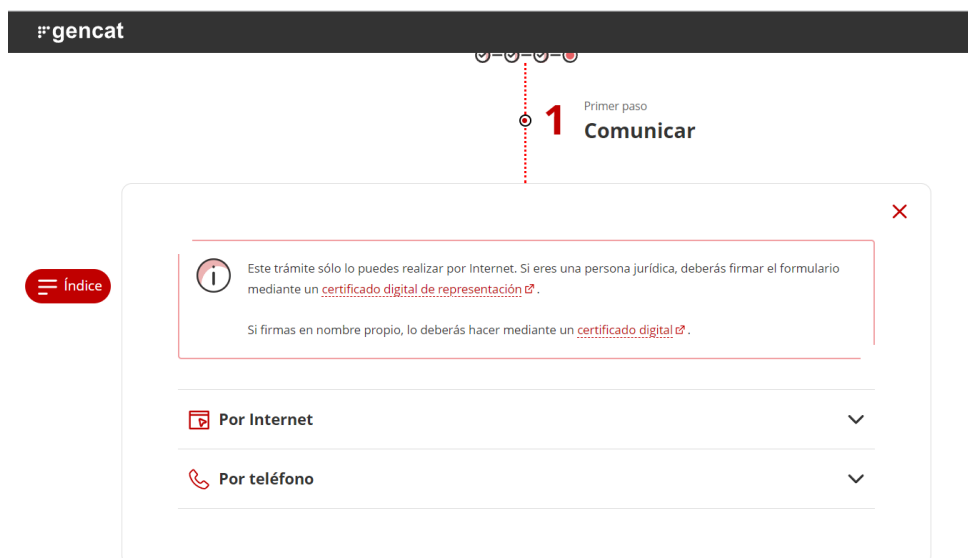 gencat
1
Primer paso
Comunicar
Índice
Este trámite sólo lo puedes realizar por Internet. Si eres una persona jurídica, deberás firmar el formulario
mediante un certificado digital de representación .
Si firmas en nombre propio, lo deberás hacer mediante un certificado digital .
Por Internet
Por teléfono